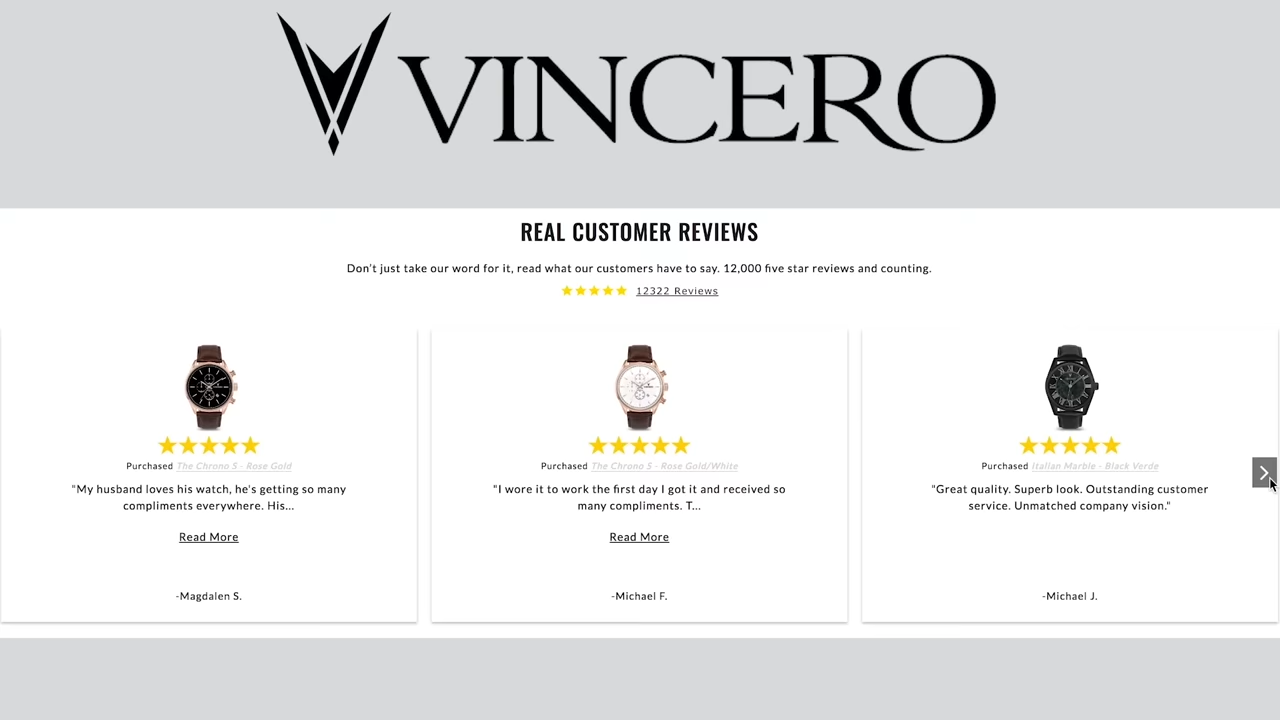 VINCERO
REAL CUSTOMER REVIEWS
Don't just take our word for it, read what our customers have to say. 12,000 five star reviews and counting.
12322 Reviews
Purchased The Chrono S - Rose Gold
"My husband loves his watch, he's getting so many
compliments everywhere. His...
Read More
-Magdalen S.
Purchased The Chrono S - Rose Gold/White
"I wore it to work the first day I got it and received so
many compliments. T...
Read More
-Michael F.
Purchased Italian Marble - Black Verde
"Great quality. Superb look. Outstanding customer
service. Unmatched company vision."
-Michael J.